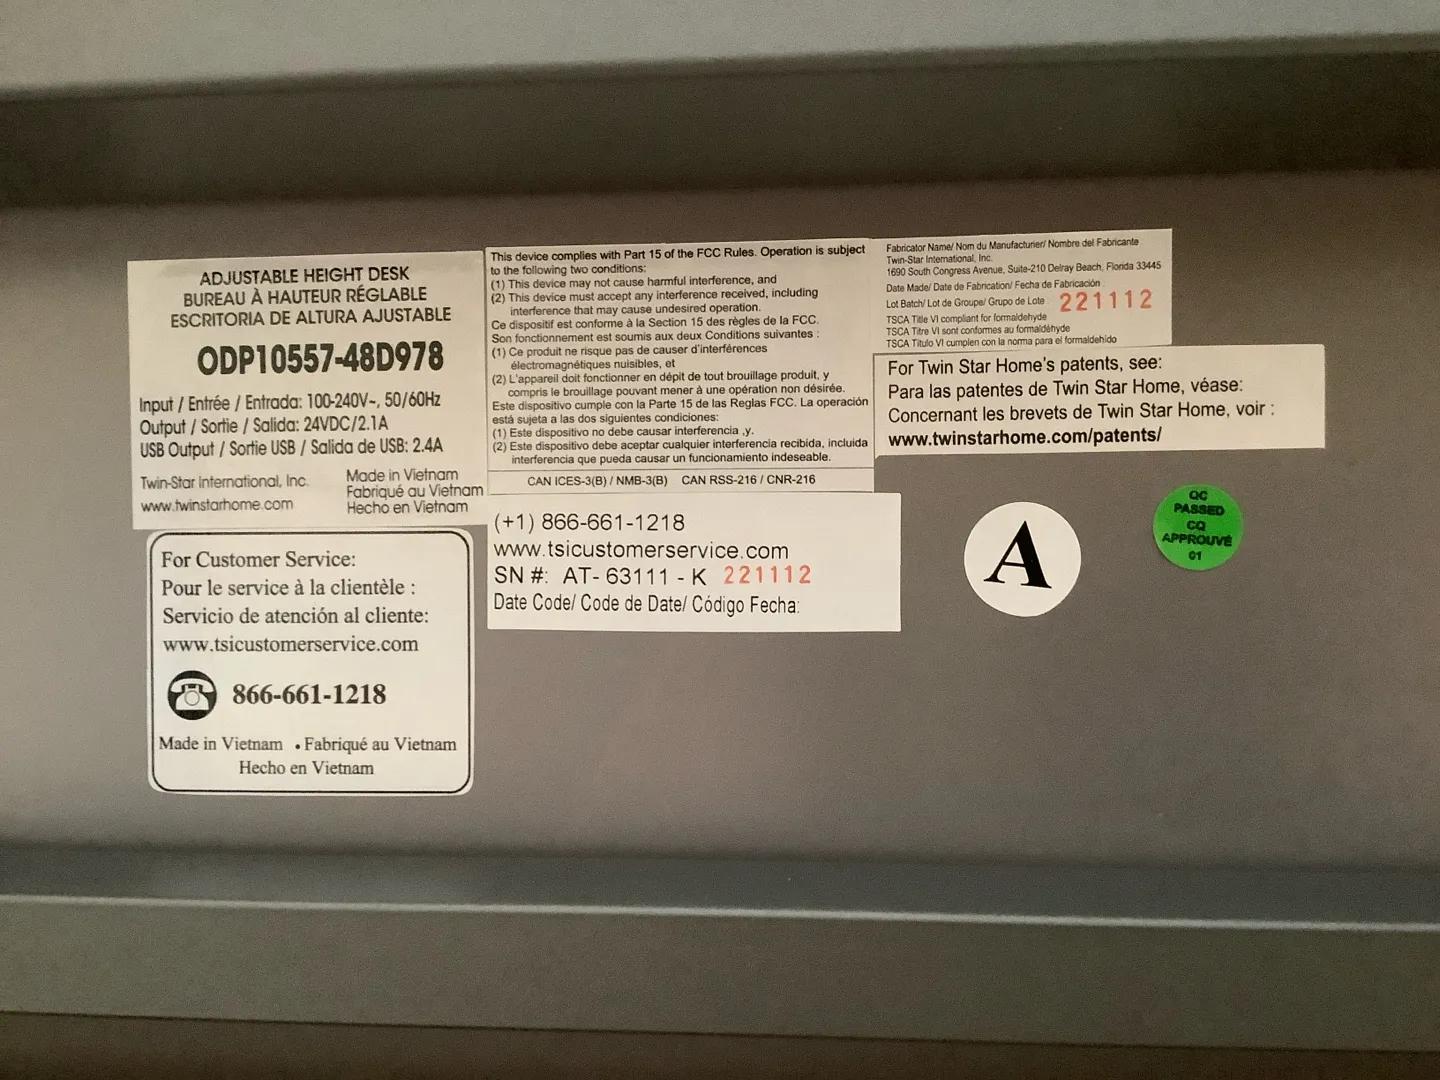 ADJUSTABLE HEIGHT DESK
BUREAU À HAUTEUR RÉGLABLE
ESCRITORIA DE ALTURA AJUSTABLE
ODP10557-48D978
Input / Entrée / Entrada: 100-240V~, 50/60Hz
Output / Sortie / Salida: 24VDC/2.1A
USB Output / Sortie USB / Salida de USB: 2.4A
Twin-Star International, Inc.
www.twinstarhome.com
Made in Vietnam
Fabriqué au Vietnam
Hecho en Vietnam
This device complies with Part 15 of the FCC Rules. Operation is subject
to the following two conditions:
(1) This device may not cause harmful interference, and
(2) This device must accept any interference received, including
interference that may cause undesired operation.
Ce dispositif est conforme à la Section 15 des règles de la FCC.
Son fonctionnement est soumis aux deux Conditions suivantes :
(1) Ce produit ne risque pas de causer d'interférences
électromagnétiques nuisibles, et
(2) L'appareil doit fonctionner en dépit de tout brouillage produit, y
compris le brouillage pouvant mener à une opération non désirée.
Este dispositivo cumple con la Parte 15 de las Reglas FCC. La operación
está sujeta a las dos siguientes condiciones:
(1) Este dispositivo no debe causar interferencia ,y.
(2) Este dispositivo debe aceptar cualquier interferencia recibida, incluida
interferencia que pueda causar un funcionamiento indeseable.
CAN ICES-3(B) / NMB-3(B) CAN RSS-216 / CNR-216
Fabricator Name/ Nom du Manufacturier/ Nombre del Fabricante
Twin-Star International, Inc.
1690 South Congress Avenue, Suite-210 Delray Beach, Florida 33445
Date Made/ Date de Fabrication/ Fecha de Fabricación
Lot Batch/ Lot de Groupe/ Grupo de Lote : 221112
TSCA Title VI compliant for formaldehyde
TSCA Titre VI sont conformes au formaldéhyde
TSCA Título VI cumplen con la norma para el formaldehído
For Twin Star Home's patents, see:
Para las patentes de Twin Star Home, véase:
Concernant les brevets de Twin Star Home, voir :
www.twinstarhome.com/patents/
(+1) 866-661-1218
www.tsicustomerservice.com
SN #: AT- 63111 - K 221112
Date Code/ Code de Date/ Código Fecha:
A
QC
PASSED
CQ
APPROUVÉ
01
For Customer Service:
Pour le service à la clientèle :
Servicio de atención al cliente:
www.tsicustomerservice.com
866-661-1218
Made in Vietnam • Fabriqué au Vietnam
Hecho en Vietnam